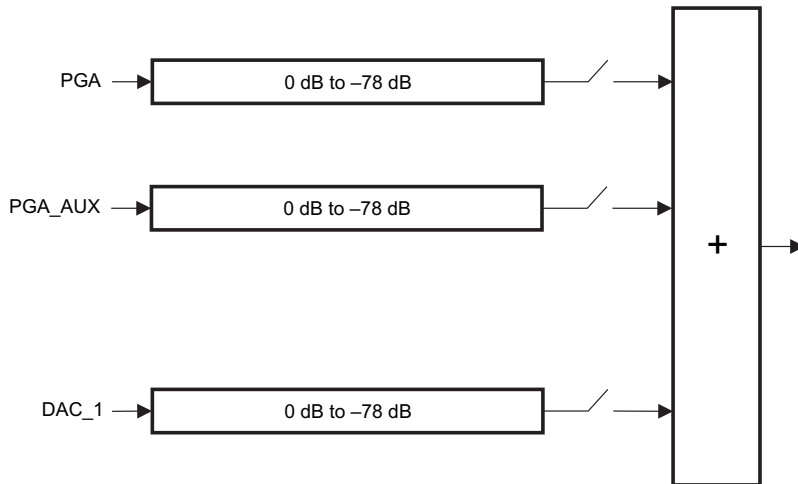 PGA
0 dB to –78 dB
PGA_AUX
0 dB to –78 dB
+
DAC_1
0 dB to –78 dB